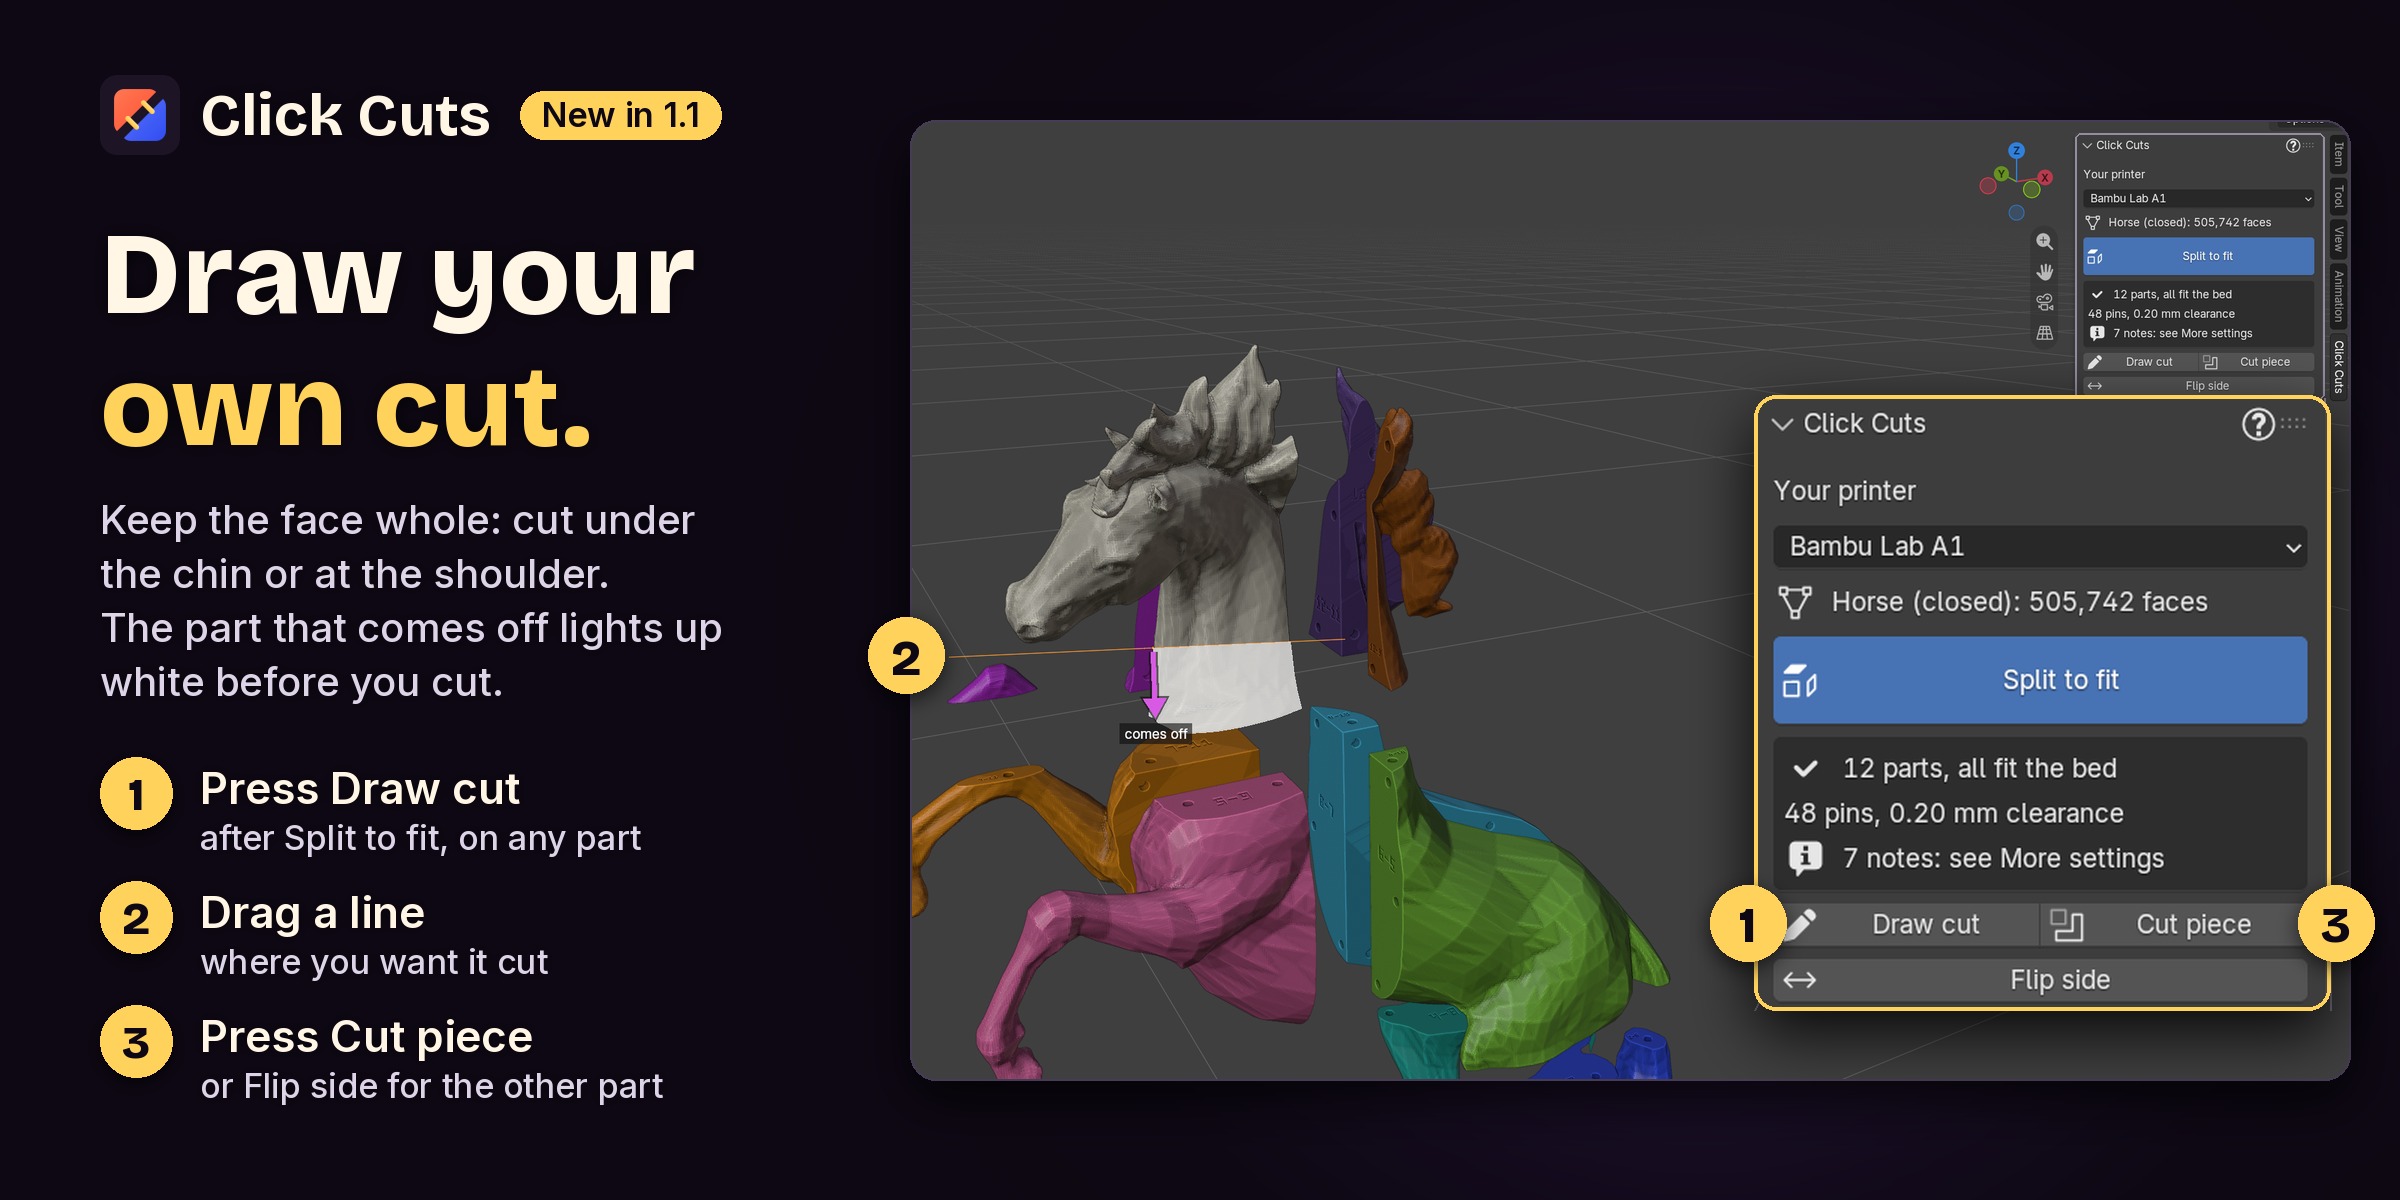 Click Cuts
New in 1.1
Draw your
own cut.
Keep the face whole: cut under
the chin or at the shoulder.
The part that comes off lights up
white before you cut.
1
Press Draw cut
after Split to fit, on any part
2
Drag a line
where you want it cut
3
Press Cut piece
or Flip side for the other part
2
comes off
Z
Y
X
Click Cuts
Your printer
Bambu Lab A1
Horse (closed): 505,742 faces
Split to fit
12 parts, all fit the bed
48 pins, 0.20 mm clearance
7 notes: see More settings
Draw cut
Cut piece
Flip side
Item
Tool
View
Animation
Click Cuts
Click Cuts
Your printer
Bambu Lab A1
Horse (closed): 505,742 faces
Split to fit
12 parts, all fit the bed
48 pins, 0.20 mm clearance
7 notes: see More settings
1
Draw cut
Cut piece
3
Flip side